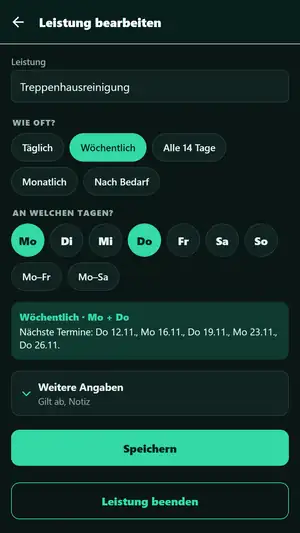 Leistung bearbeiten
Leistung
Treppenhausreinigung
WIE OFT?
Täglich Wöchentlich Alle 14 Tage
Monatlich Nach Bedarf
AN WELCHEN TAGEN?
Mo Di Mi Do Fr Sa So
Mo–Fr Mo–Sa
Wöchentlich · Mo + Do
Nächste Termine: Do 12.11., Mo 16.11., Do 19.11., Mo 23.11.,
Do 26.11.
Weitere Angaben
Gilt ab, Notiz
Speichern
Leistung beenden